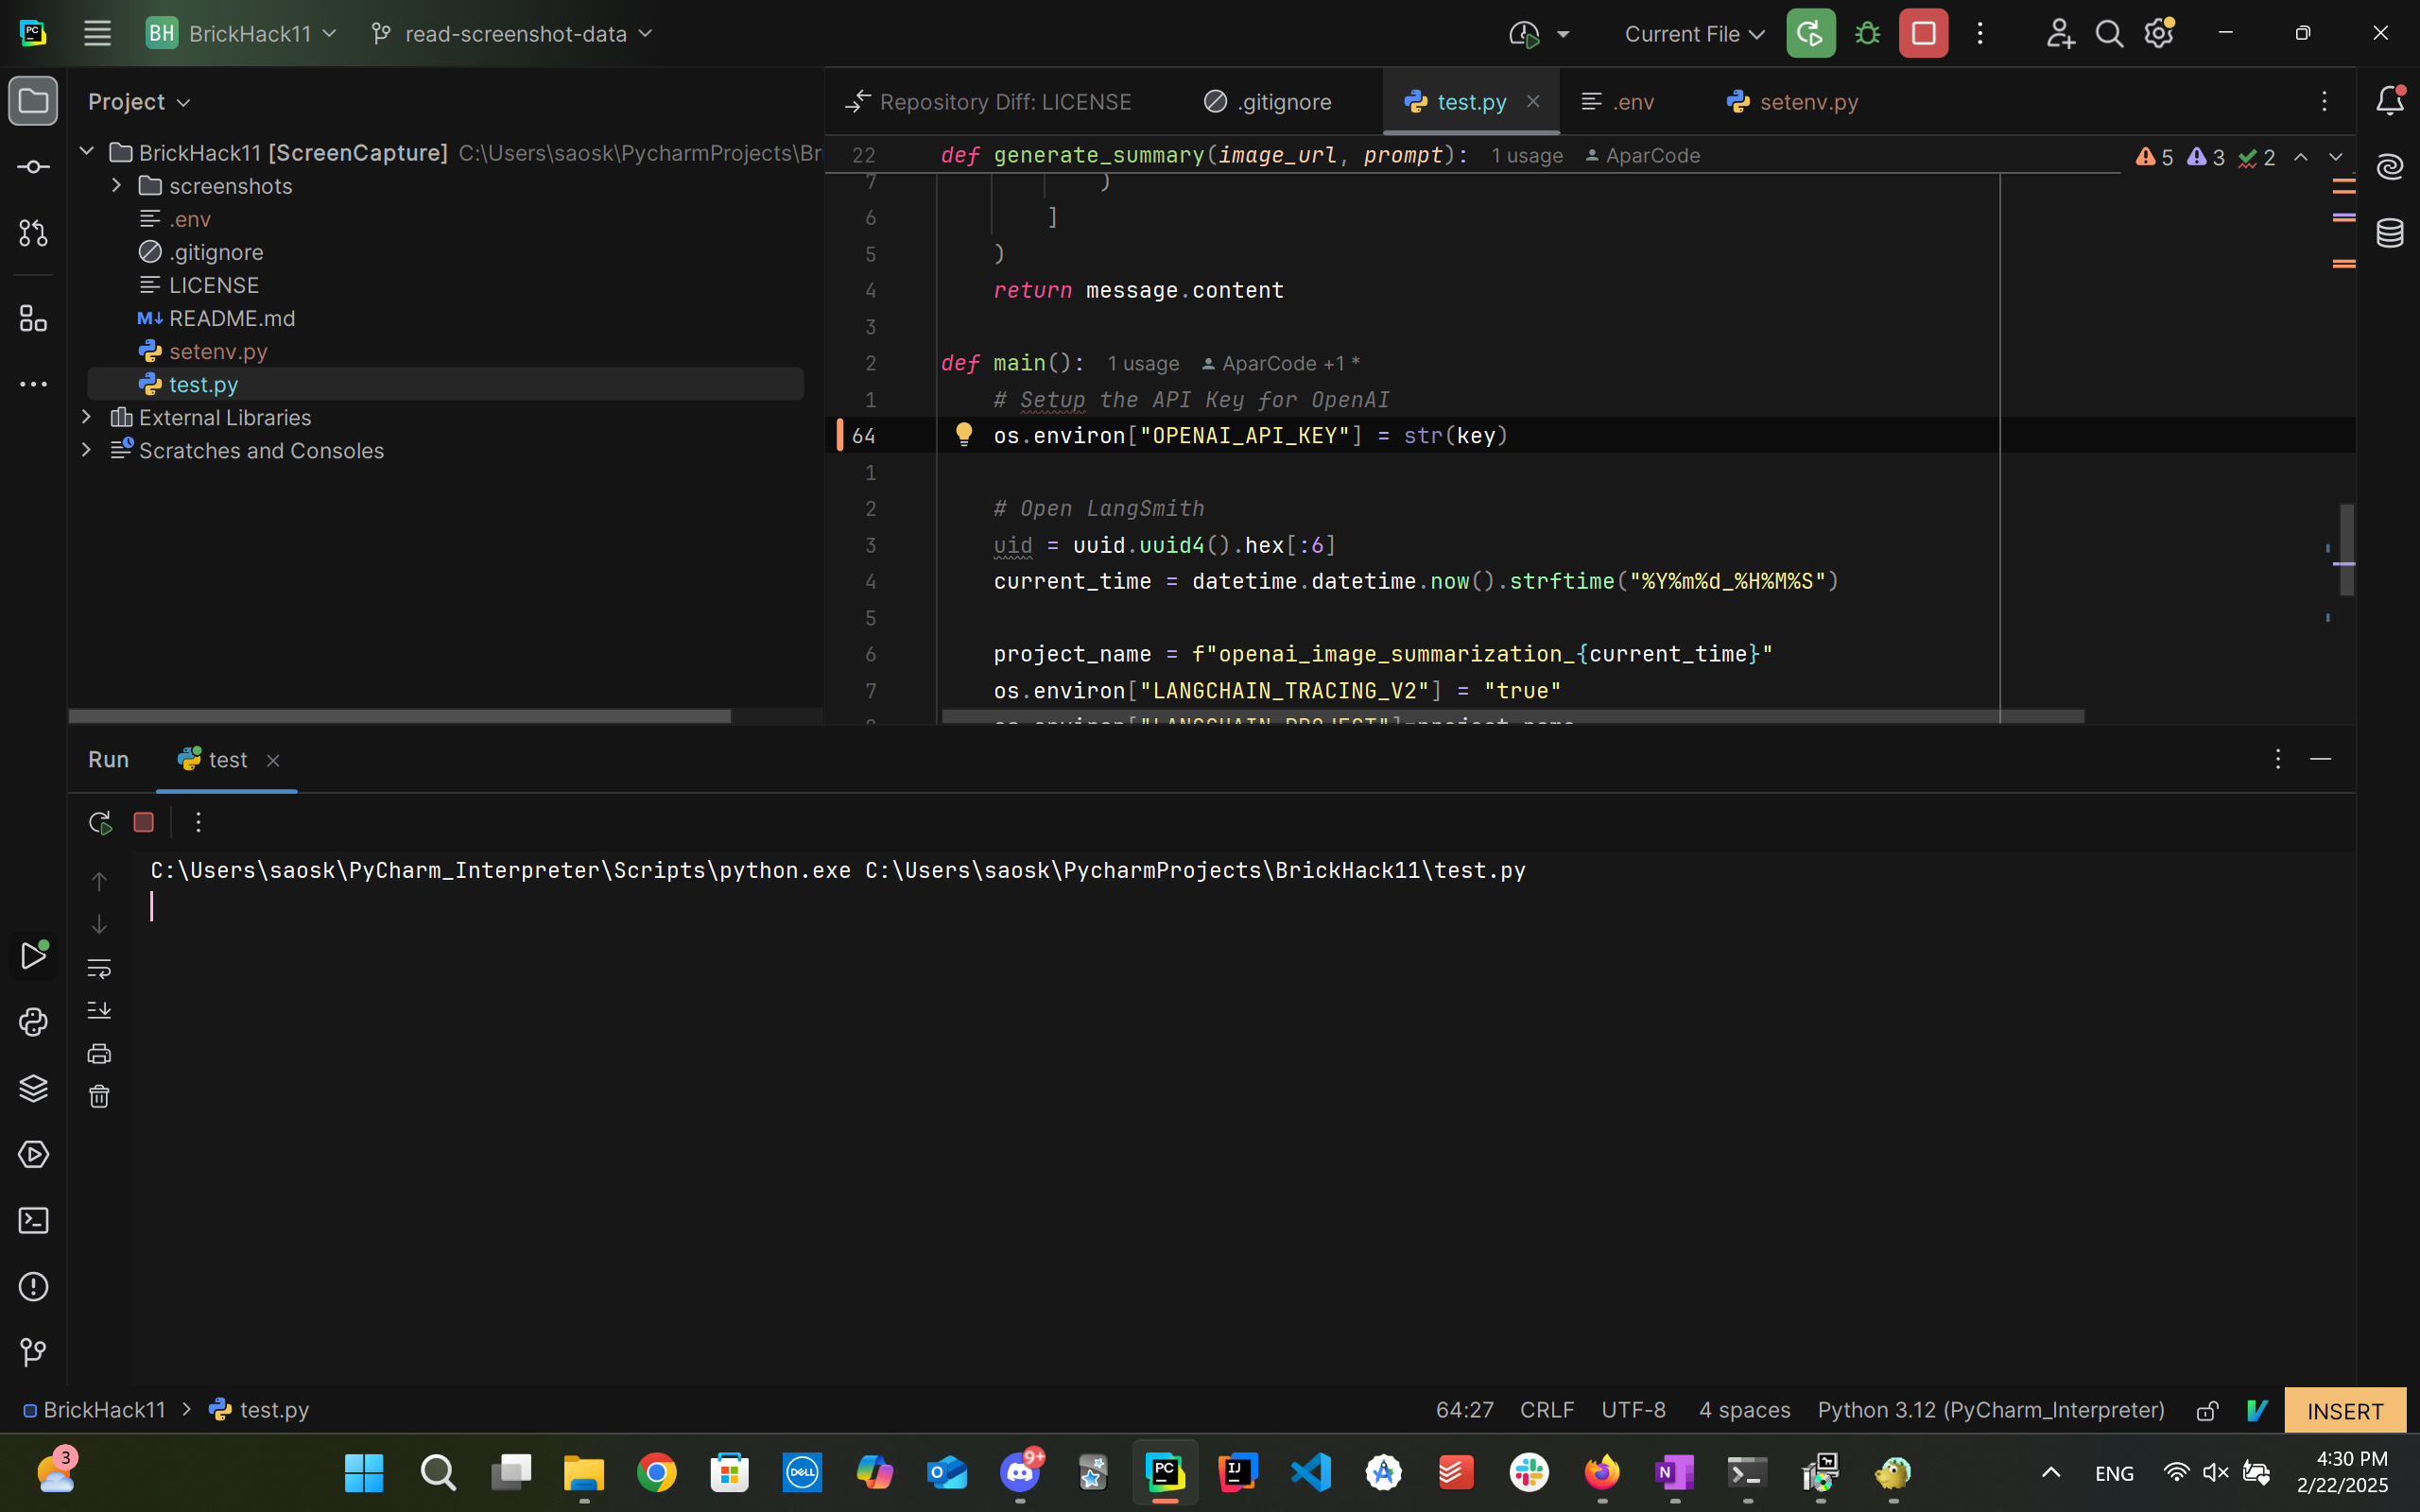 BH BrickHack11 read-screenshot-data Current File
Project
BrickHack11 [ScreenCapture] C:\Users\saosk\PycharmProjects\Br
screenshots
.env
.gitignore
LICENSE
M↓ README.md
setenv.py
test.py
External Libraries
Scratches and Consoles
Repository Diff: LICENSE .gitignore test.py .env setenv.py
22 def generate_summary(image_url, prompt): 1 usage AparCode 5 3 2
7 )
6 ]
5 )
4 return message.content
3
2 def main(): 1 usage AparCode +1 *
1 # Setup the API Key for OpenAI
64 os.environ["OPENAI_API_KEY"] = str(key)
1
2 # Open LangSmith
3 uid = uuid.uuid4().hex[:6]
4 current_time = datetime.datetime.now().strftime("%Y%m%d_%H%M%S")
5
6 project_name = f"openai_image_summarization_{current_time}"
7 os.environ["LANGCHAIN_TRACING_V2"] = "true"
os.environ["LANGCHAIN_PROJECT"]=project_name
Run test
C:\Users\saosk\PyCharm_Interpreter\Scripts\python.exe C:\Users\saosk\PycharmProjects\BrickHack11\test.py
BrickHack11 > test.py 64:27 CRLF UTF-8 4 spaces Python 3.12 (PyCharm_Interpreter) INSERT
3 9+ ENG 4:30 PM
2/22/2025